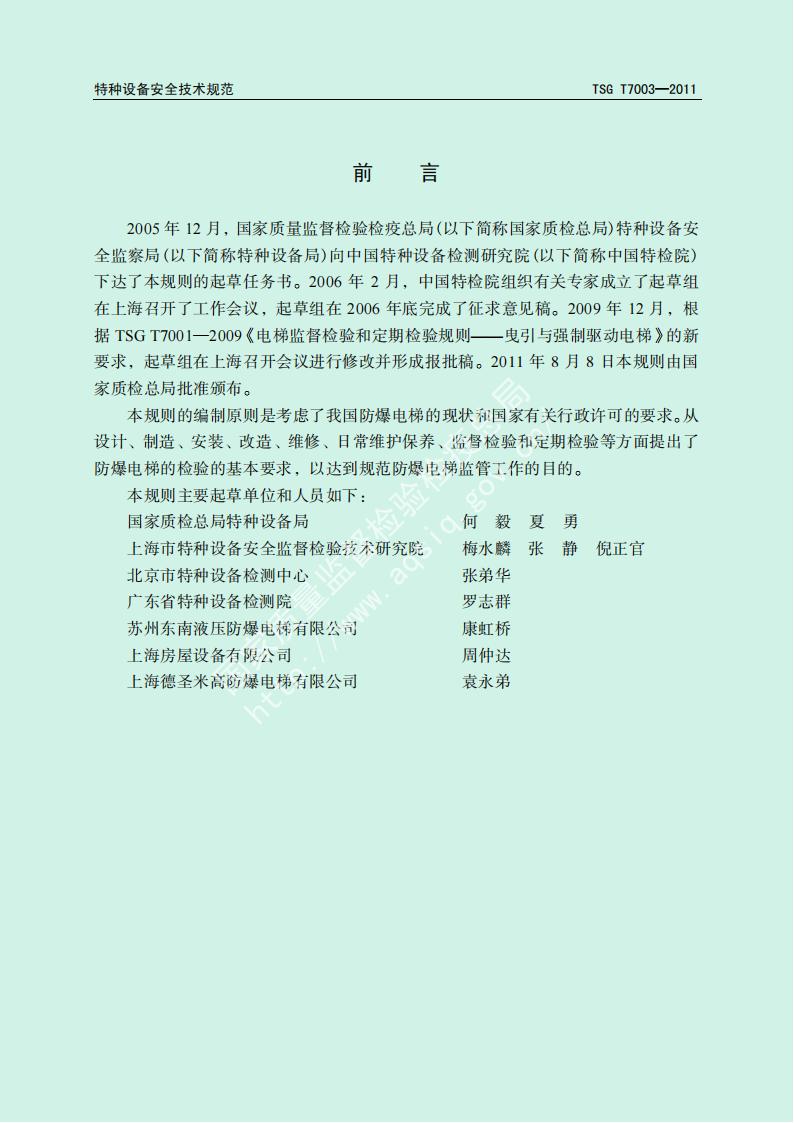 特种设备安全技术规范 TSG T7003—2011
前 言
2005 年 12 月，国家质量监督检验检疫总局(以下简称国家质检总局)特种设备安
全监察局(以下简称特种设备局)向中国特种设备检测研究院(以下简称中国特检院)
下达了本规则的起草任务书。2006 年 2 月，中国特检院组织有关专家成立了起草组
在上海召开了工作会议，起草组在 2006 年底完成了征求意见稿。2009 年 12 月，根
据 TSG T7001—2009《电梯监督检验和定期检验规则——曳引与强制驱动电梯》的新
要求，起草组在上海召开会议进行修改并形成报批稿。2011 年 8 月 8 日本规则由国
家质检总局批准颁布。
本规则的编制原则是考虑了我国防爆电梯的现状和国家有关行政许可的要求。从
设计、制造、安装、改造、维修、日常维护保养、监督检验和定期检验等方面提出了
防爆电梯的检验的基本要求，以达到规范防爆电梯监管工作的目的。
本规则主要起草单位和人员如下：
国家质检总局特种设备局 何 毅 夏 勇
上海市特种设备安全监督检验技术研究院 梅水麟 张 静 倪正官
北京市特种设备检测中心 张弟华
广东省特种设备检测院 罗志群
苏州东南液压防爆电梯有限公司 康虹桥
上海房屋设备有限公司 周仲达
上海德圣米高防爆电梯有限公司 袁永弟
国家质量监督检验检疫总局
http://www.aqsiq.gov.cn/